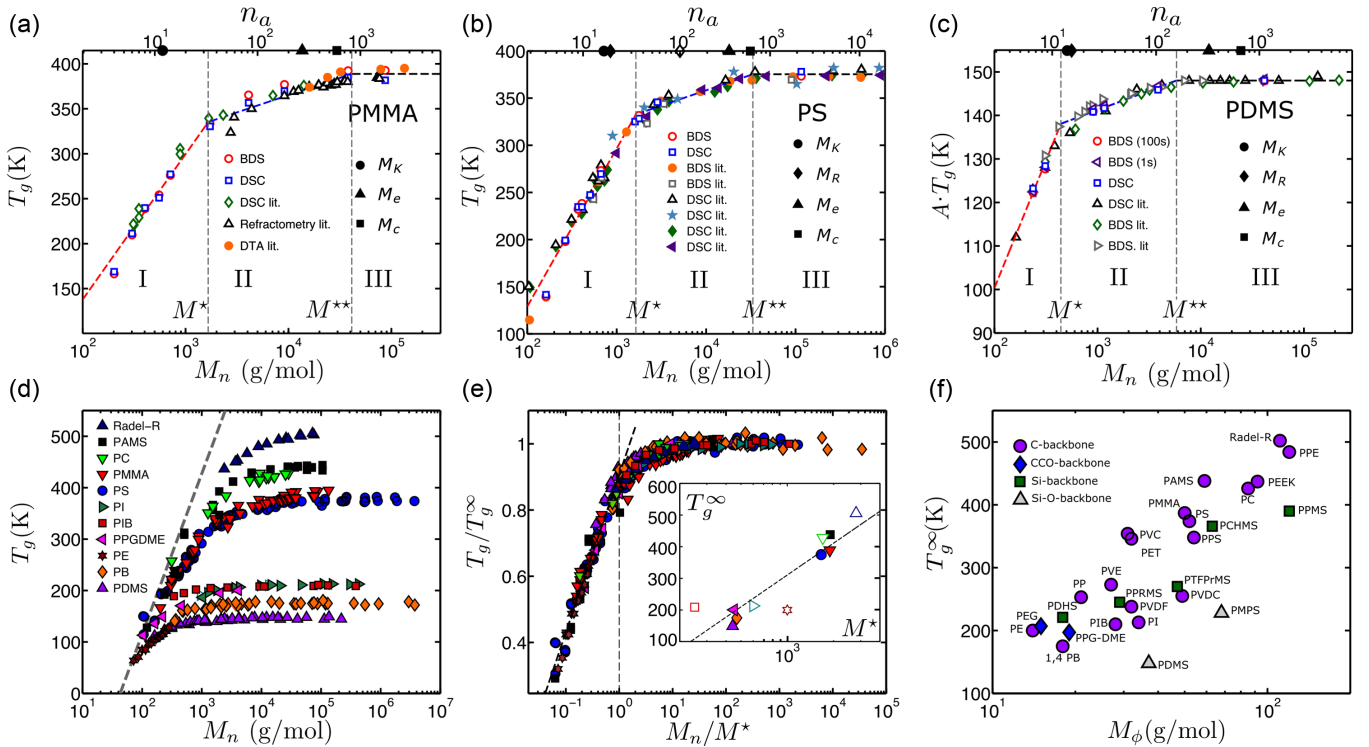 (a)
n_a
10^1
10^2
10^3
T_g(K)
400
350
300
250
200
150
100
PMMA
BDS
DSC
DSC lit.
Refractometry lit.
DTA lit.
M_K
M_e
M_c
I
II
III
M^⋆
M^⋆⋆
10^2
10^3
10^4
10^5
M_n (g/mol)
(b)
n_a
10^1
10^2
10^3
10^4
T_g(K)
400
350
300
250
200
150
100
PS
BDS
DSC
BDS lit.
BDS lit.
DSC lit.
DSC lit.
DSC lit.
DSC lit.
M_K
M_R
M_e
M_c
I
II
III
M^⋆
M^⋆⋆
10^2
10^3
10^4
10^5
10^6
M_n (g/mol)
(c)
n_a
10^1
10^2
10^3
A·T_g(K)
150
140
130
120
110
100
90
PDMS
BDS (100s)
BDS (1s)
DSC
DSC lit.
BDS lit
BDS. lit
M_K
M_R
M_e
M_c
I
II
III
M^⋆
M^⋆⋆
10^2
10^3
10^4
10^5
M_n (g/mol)
(d)
T_g(K)
500
400
300
200
100
0
Radel-R
PAMS
PC
PMMA
PS
PI
PIB
PPGDME
PE
PB
PDMS
10^1
10^2
10^3
10^4
10^5
10^6
10^7
M_n (g/mol)
(e)
T_g/T_g^∞
1.0
0.8
0.6
0.4
T_g^∞
600
500
400
300
200
100
10^3
M^⋆
10^-1
10^0
10^1
10^2
10^3
10^4
10^5
M_n/M^⋆
(f)
T_g^∞(K)
500
400
300
200
100
C-backbone
CCO-backbone
Si-backbone
Si-O-backbone
Radel-R
PPE
PAMS
PEEK
PC
PMMA
PS
PPMS
PCHMS
PVC
PPS
PET
PVE
PTFPrMS
PP
PPRMS
PVDC
PDHS
PVDF
PMPS
PEG
PIB
PI
PE
PPG-DME
1,4 PB
PDMS
10^1
10^2
M_ϕ(g/mol)